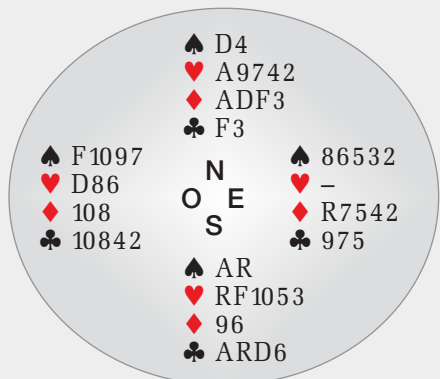 ♠ D4
♥ A9742
♦ ADF3
♣ F3
♠ F1097
♥ D86
♦ 108
♣ 10842
N
O E
S
♠ 86532
♥ –
♦ R7542
♣ 975
♠ AR
♥ RF1053
♦ 96
♣ ARD6